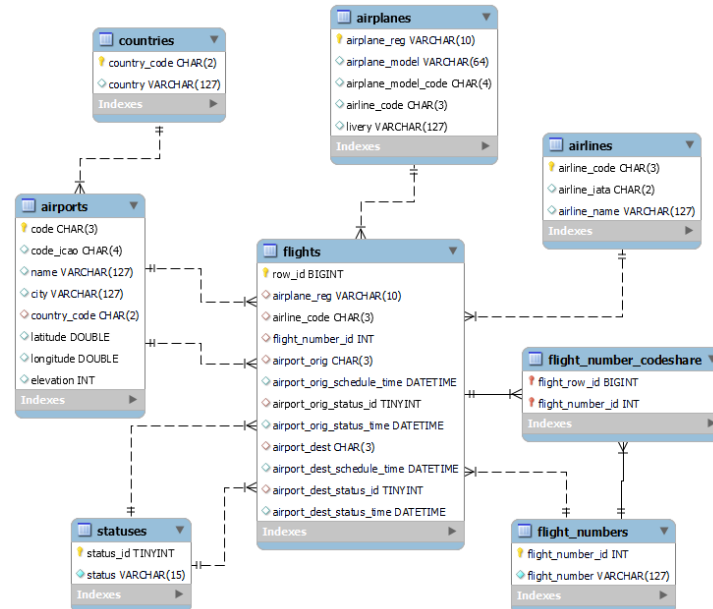 countries
country_code CHAR(2)
country VARCHAR(127)
Indexes
airplanes
airplane_reg VARCHAR(10)
airplane_model VARCHAR(64)
airplane_model_code CHAR(4)
airline_code CHAR(3)
livery VARCHAR(127)
Indexes
airlines
airline_code CHAR(3)
airline_iata CHAR(2)
airline_name VARCHAR(127)
Indexes
airports
code CHAR(3)
code_icao CHAR(4)
name VARCHAR(127)
city VARCHAR(127)
country_code CHAR(2)
latitude DOUBLE
longitude DOUBLE
elevation INT
Indexes
flights
row_id BIGINT
airplane_reg VARCHAR(10)
airline_code CHAR(3)
flight_number_id INT
airport_orig CHAR(3)
airport_orig_schedule_time DATETIME
airport_orig_status_id TINYINT
airport_orig_status_time DATETIME
airport_dest CHAR(3)
airport_dest_schedule_time DATETIME
airport_dest_status_id TINYINT
airport_dest_status_time DATETIME
Indexes
flight_number_codeshare
flight_row_id BIGINT
flight_number_id INT
Indexes
statuses
status_id TINYINT
status VARCHAR(15)
Indexes
flight_numbers
flight_number_id INT
flight_number VARCHAR(127)
Indexes